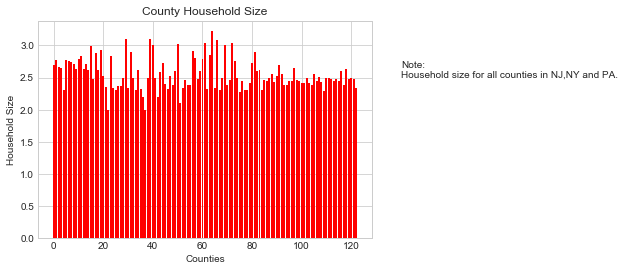 County Household Size
Household Size
3.0
2.5
2.0
1.5
1.0
0.5
0.0
0 20 40 60 80 100 120
Counties
Note:
Household size for all counties in NJ,NY and PA.